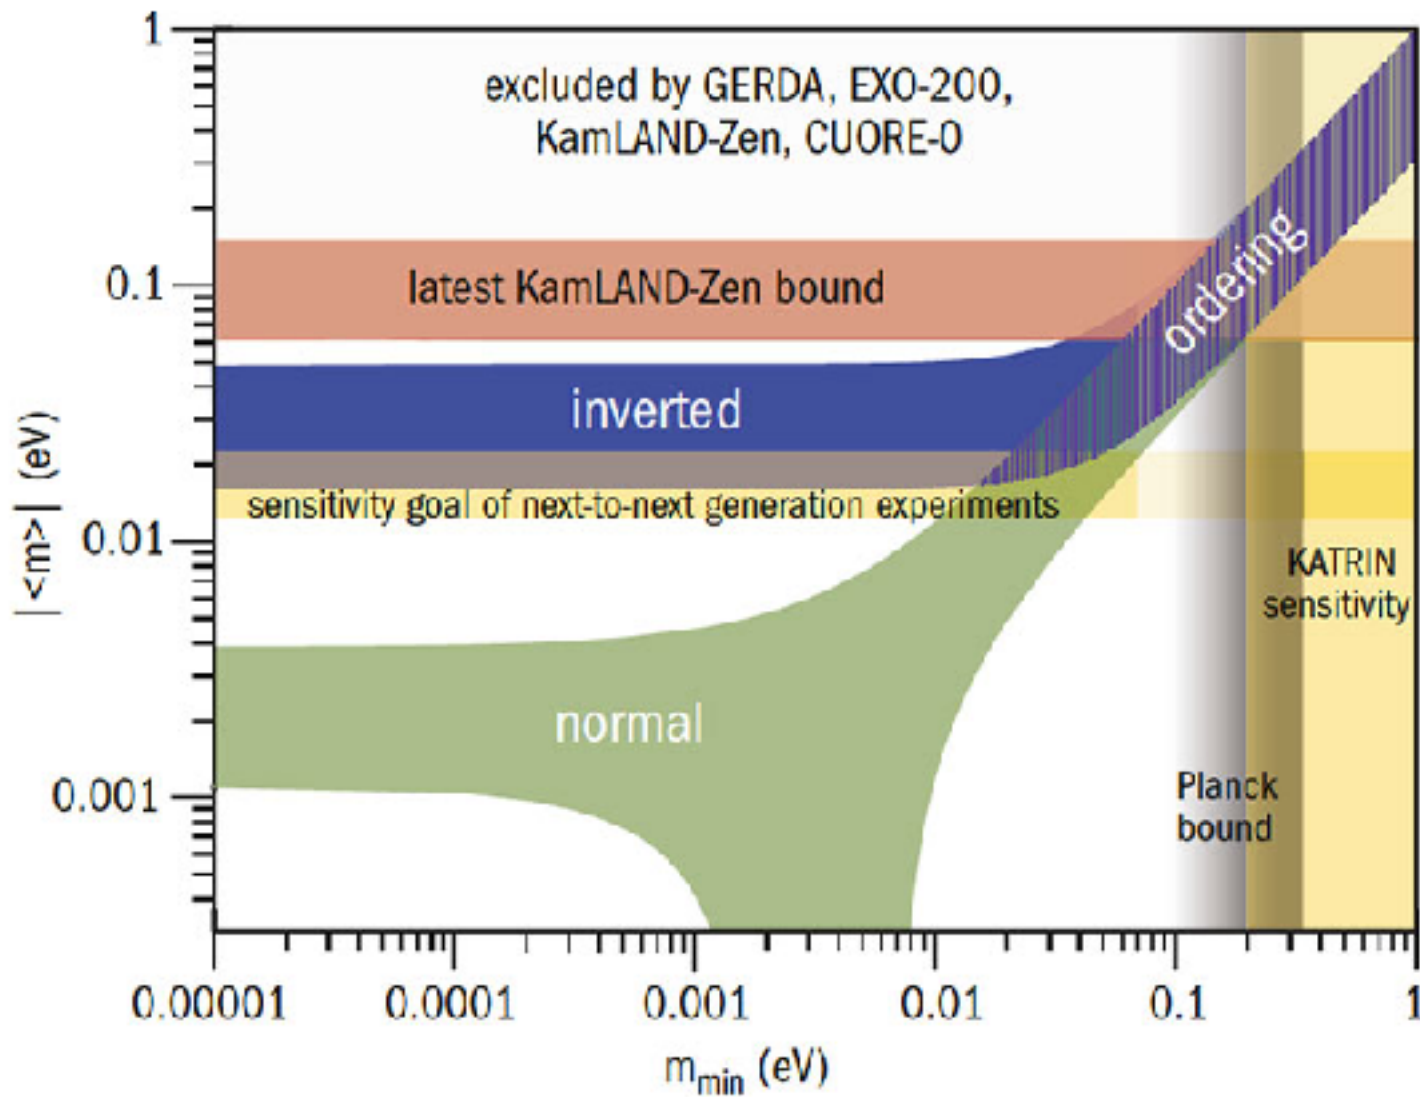 1
excluded by GERDA, EXO-200,
KamLAND-Zen, CUORE-0
latest KamLAND-Zen bound
0.1
ordering
inverted
sensitivity goal of next-to-next generation experiments
0.01
|<m>| (eV)
KATRIN
sensitivity
normal
0.001
Planck
bound
0.00001
0.0001
0.001
0.01
0.1
1
m_min (eV)